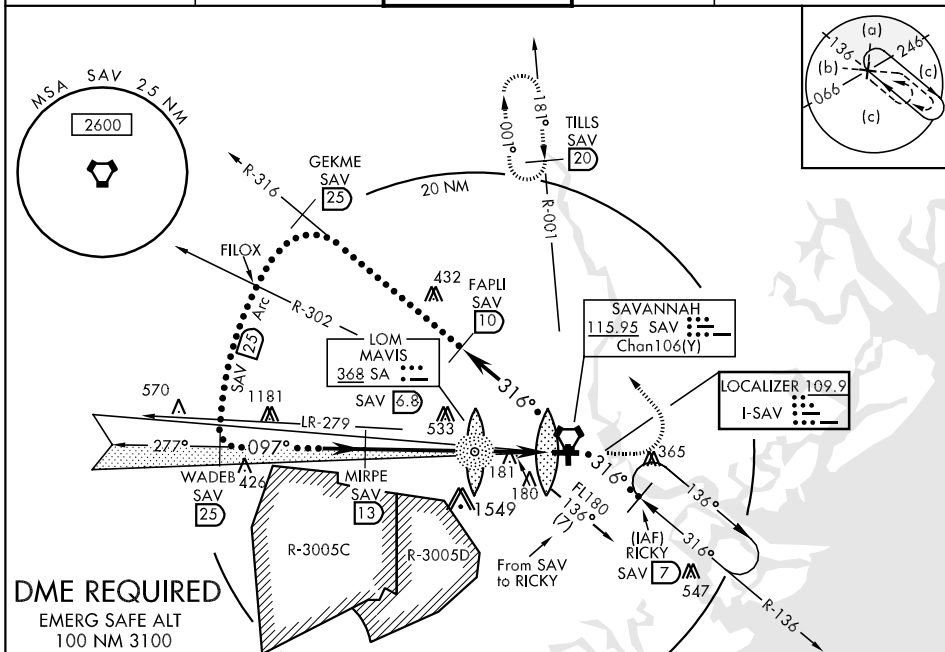 MSA SAV 25 NM
2600
(a)
136
246
(b)
(c)
066
(c)
181°
001°
TILLS
SAV
20
GEKME
SAV
25
R-316
20 NM
R-001
FILOX
R-302
SAV 25 Arc
432
FAPLI
SAV
10
SAVANNAH
115.95 SAV
Chan106(Y)
LOM
MAVIS
368 SA
SAV 6.8
316°
LOCALIZER 109.9
I-SAV
570
1181
LR-279
533
277°
097°
365
316°
WADEB
SAV
25
426
MIRPE
SAV
13
181
180
1549
FL180
136°
(7)
136°
316°
(IAF)
RICKY
SAV 7
547
From SAV
to RICKY
R-3005C
R-3005D
R-136
DME REQUIRED
EMERG SAFE ALT
100 NM 3100